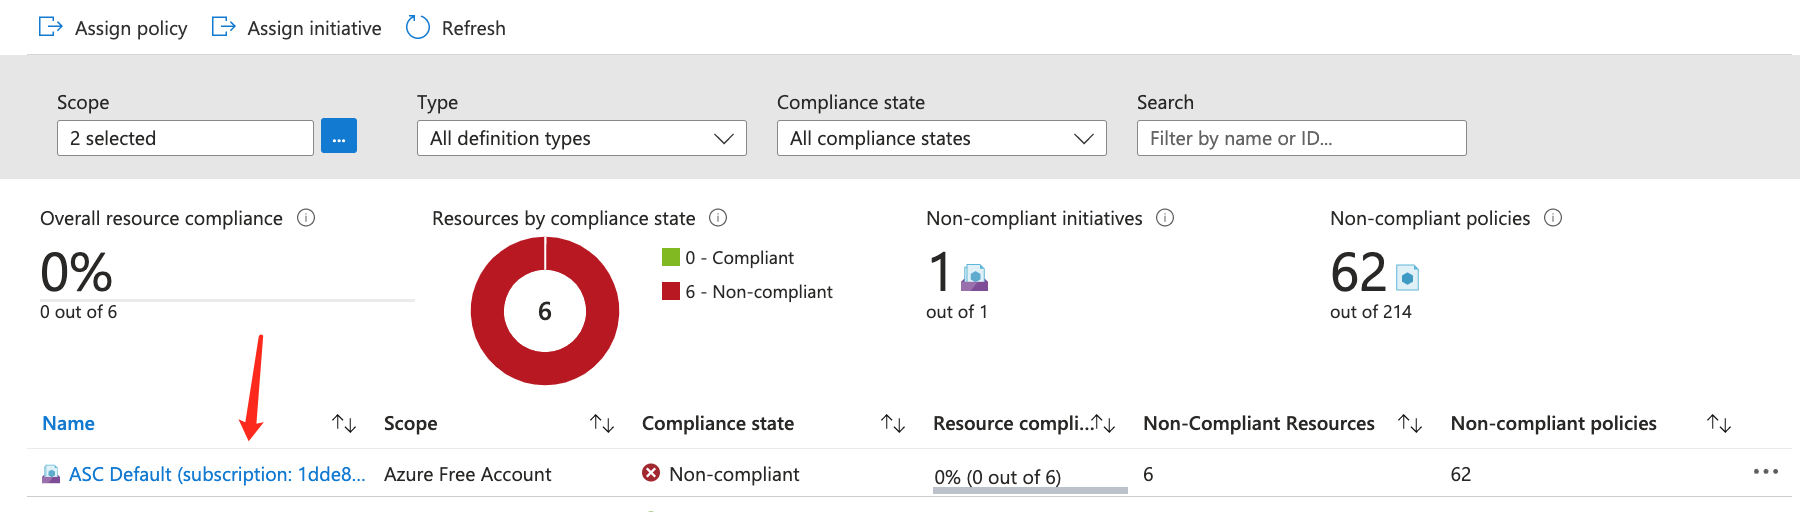 Assign policy Assign initiative Refresh
Scope Type Compliance state Search
2 selected ... All definition types All compliance states Filter by name or ID...
Overall resource compliance Resources by compliance state Non-compliant initiatives Non-compliant policies
0% 0 - Compliant 1 62
6 - Non-compliant
0 out of 6 6 out of 1 out of 214
Name Scope Compliance state Resource compli... Non-Compliant Resources Non-compliant policies
ASC Default (subscription: 1dde8... Azure Free Account Non-compliant 0% (0 out of 6) 6 62 ...